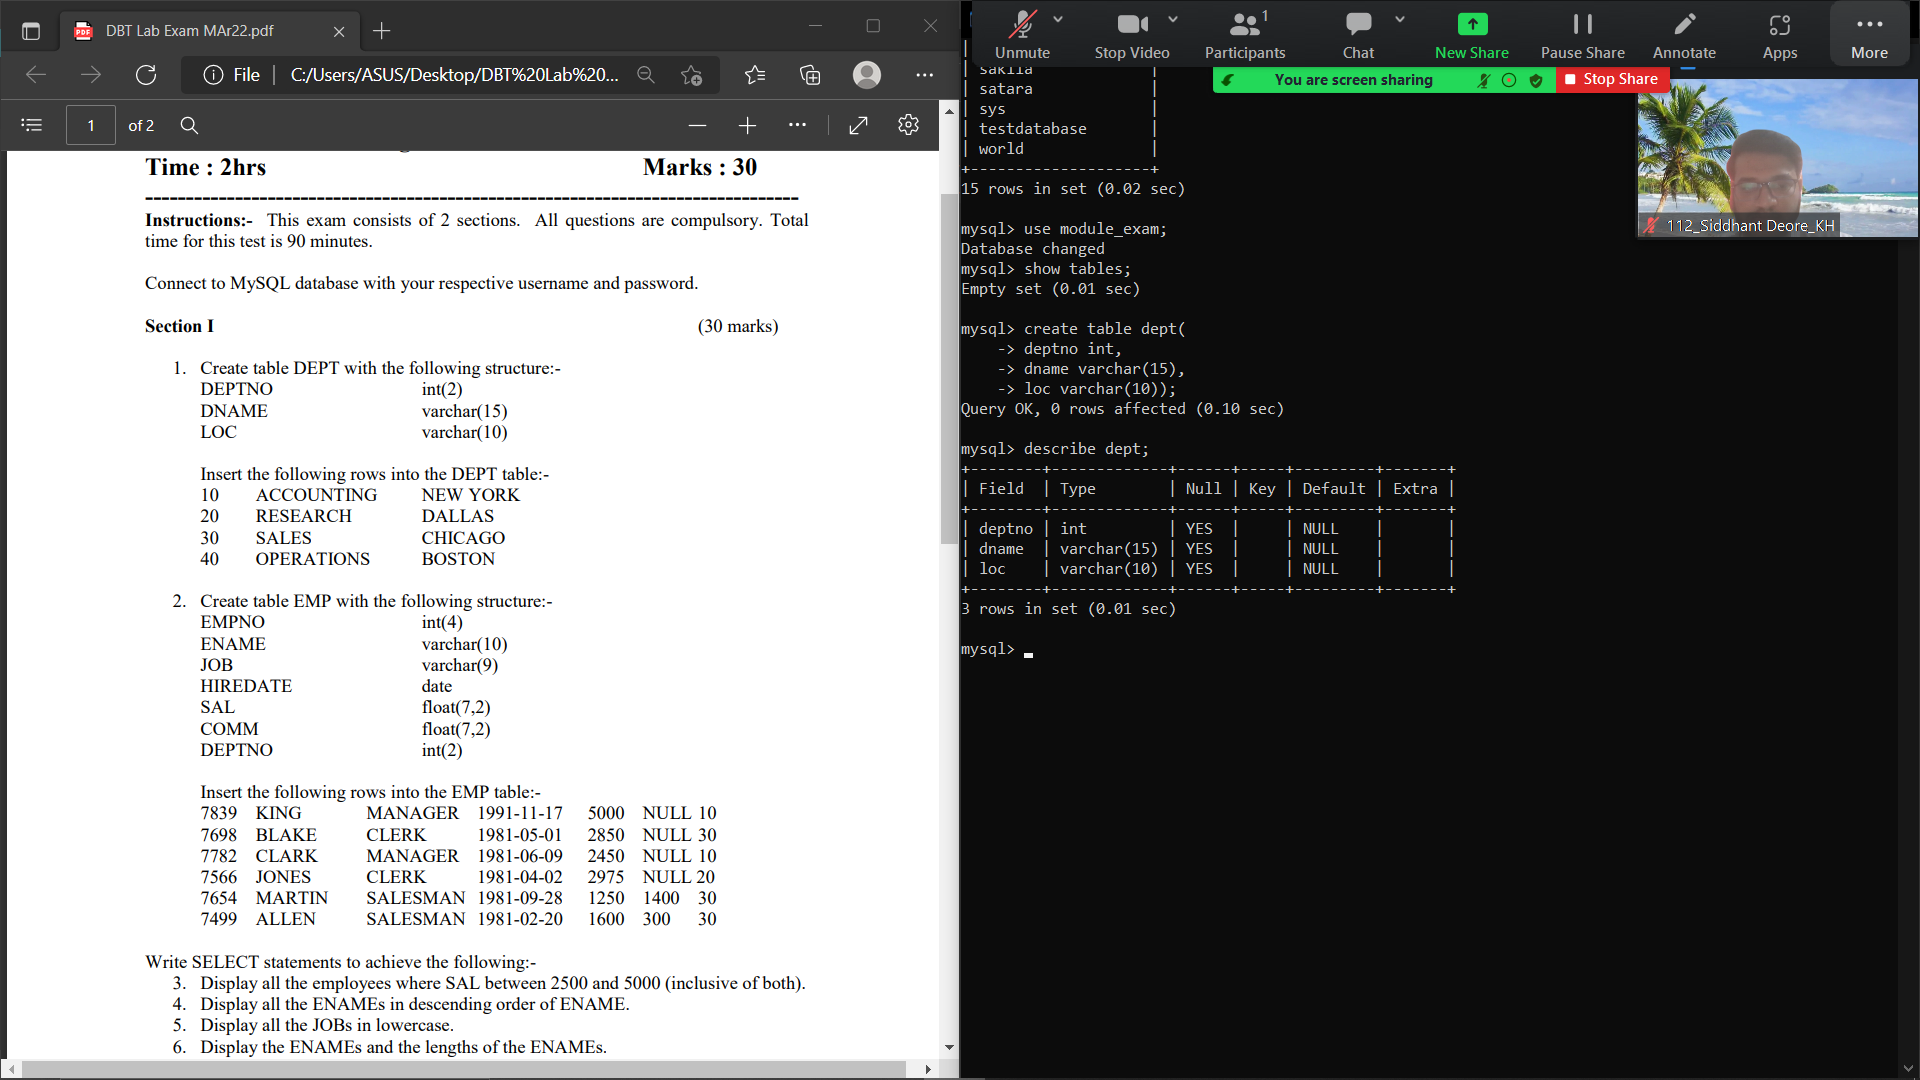 DBT Lab Exam MAr22.pdf
File
C:/Users/ASUS/Desktop/DBT%20Lab%20...
1 of 2
Time : 2hrs Marks : 30
--------------------------------------------------------------------------------
Instructions:- This exam consists of 2 sections. All questions are compulsory. Total
time for this test is 90 minutes.
Connect to MySQL database with your respective username and password.
Section I (30 marks)
1. Create table DEPT with the following structure:-
DEPTNO int(2)
DNAME varchar(15)
LOC varchar(10)
Insert the following rows into the DEPT table:-
10 ACCOUNTING NEW YORK
20 RESEARCH DALLAS
30 SALES CHICAGO
40 OPERATIONS BOSTON
2. Create table EMP with the following structure:-
EMPNO int(4)
ENAME varchar(10)
JOB varchar(9)
HIREDATE date
SAL float(7,2)
COMM float(7,2)
DEPTNO int(2)
Insert the following rows into the EMP table:-
7839 KING MANAGER 1991-11-17 5000 NULL 10
7698 BLAKE CLERK 1981-05-01 2850 NULL 30
7782 CLARK MANAGER 1981-06-09 2450 NULL 10
7566 JONES CLERK 1981-04-02 2975 NULL 20
7654 MARTIN SALESMAN 1981-09-28 1250 1400 30
7499 ALLEN SALESMAN 1981-02-20 1600 300 30
Write SELECT statements to achieve the following:-
3. Display all the employees where SAL between 2500 and 5000 (inclusive of both).
4. Display all the ENAMEs in descending order of ENAME.
5. Display all the JOBs in lowercase.
6. Display the ENAMEs and the lengths of the ENAMEs.
Unmute Stop Video Participants 1 Chat New Share Pause Share Annotate Apps More
You are screen sharing Stop Share
112_Siddhant Deore_KH
| sakila |
| satara |
| sys |
| testdatabase |
| world |
+--------------------+
15 rows in set (0.02 sec)
mysql> use module_exam;
Database changed
mysql> show tables;
Empty set (0.01 sec)
mysql> create table dept(
-> deptno int,
-> dname varchar(15),
-> loc varchar(10));
Query OK, 0 rows affected (0.10 sec)
mysql> describe dept;
+--------+-------------+------+-----+---------+-------+
| Field | Type | Null | Key | Default | Extra |
+--------+-------------+------+-----+---------+-------+
| deptno | int | YES | | NULL | |
| dname | varchar(15) | YES | | NULL | |
| loc | varchar(10) | YES | | NULL | |
+--------+-------------+------+-----+---------+-------+
3 rows in set (0.01 sec)
mysql> _